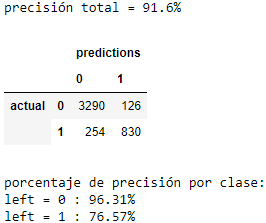 precisión total = 91.6%
predictions
0 1
actual 0 3290 126
1 254 830
porcentaje de precisión por clase:
left = 0 : 96.31%
left = 1 : 76.57%